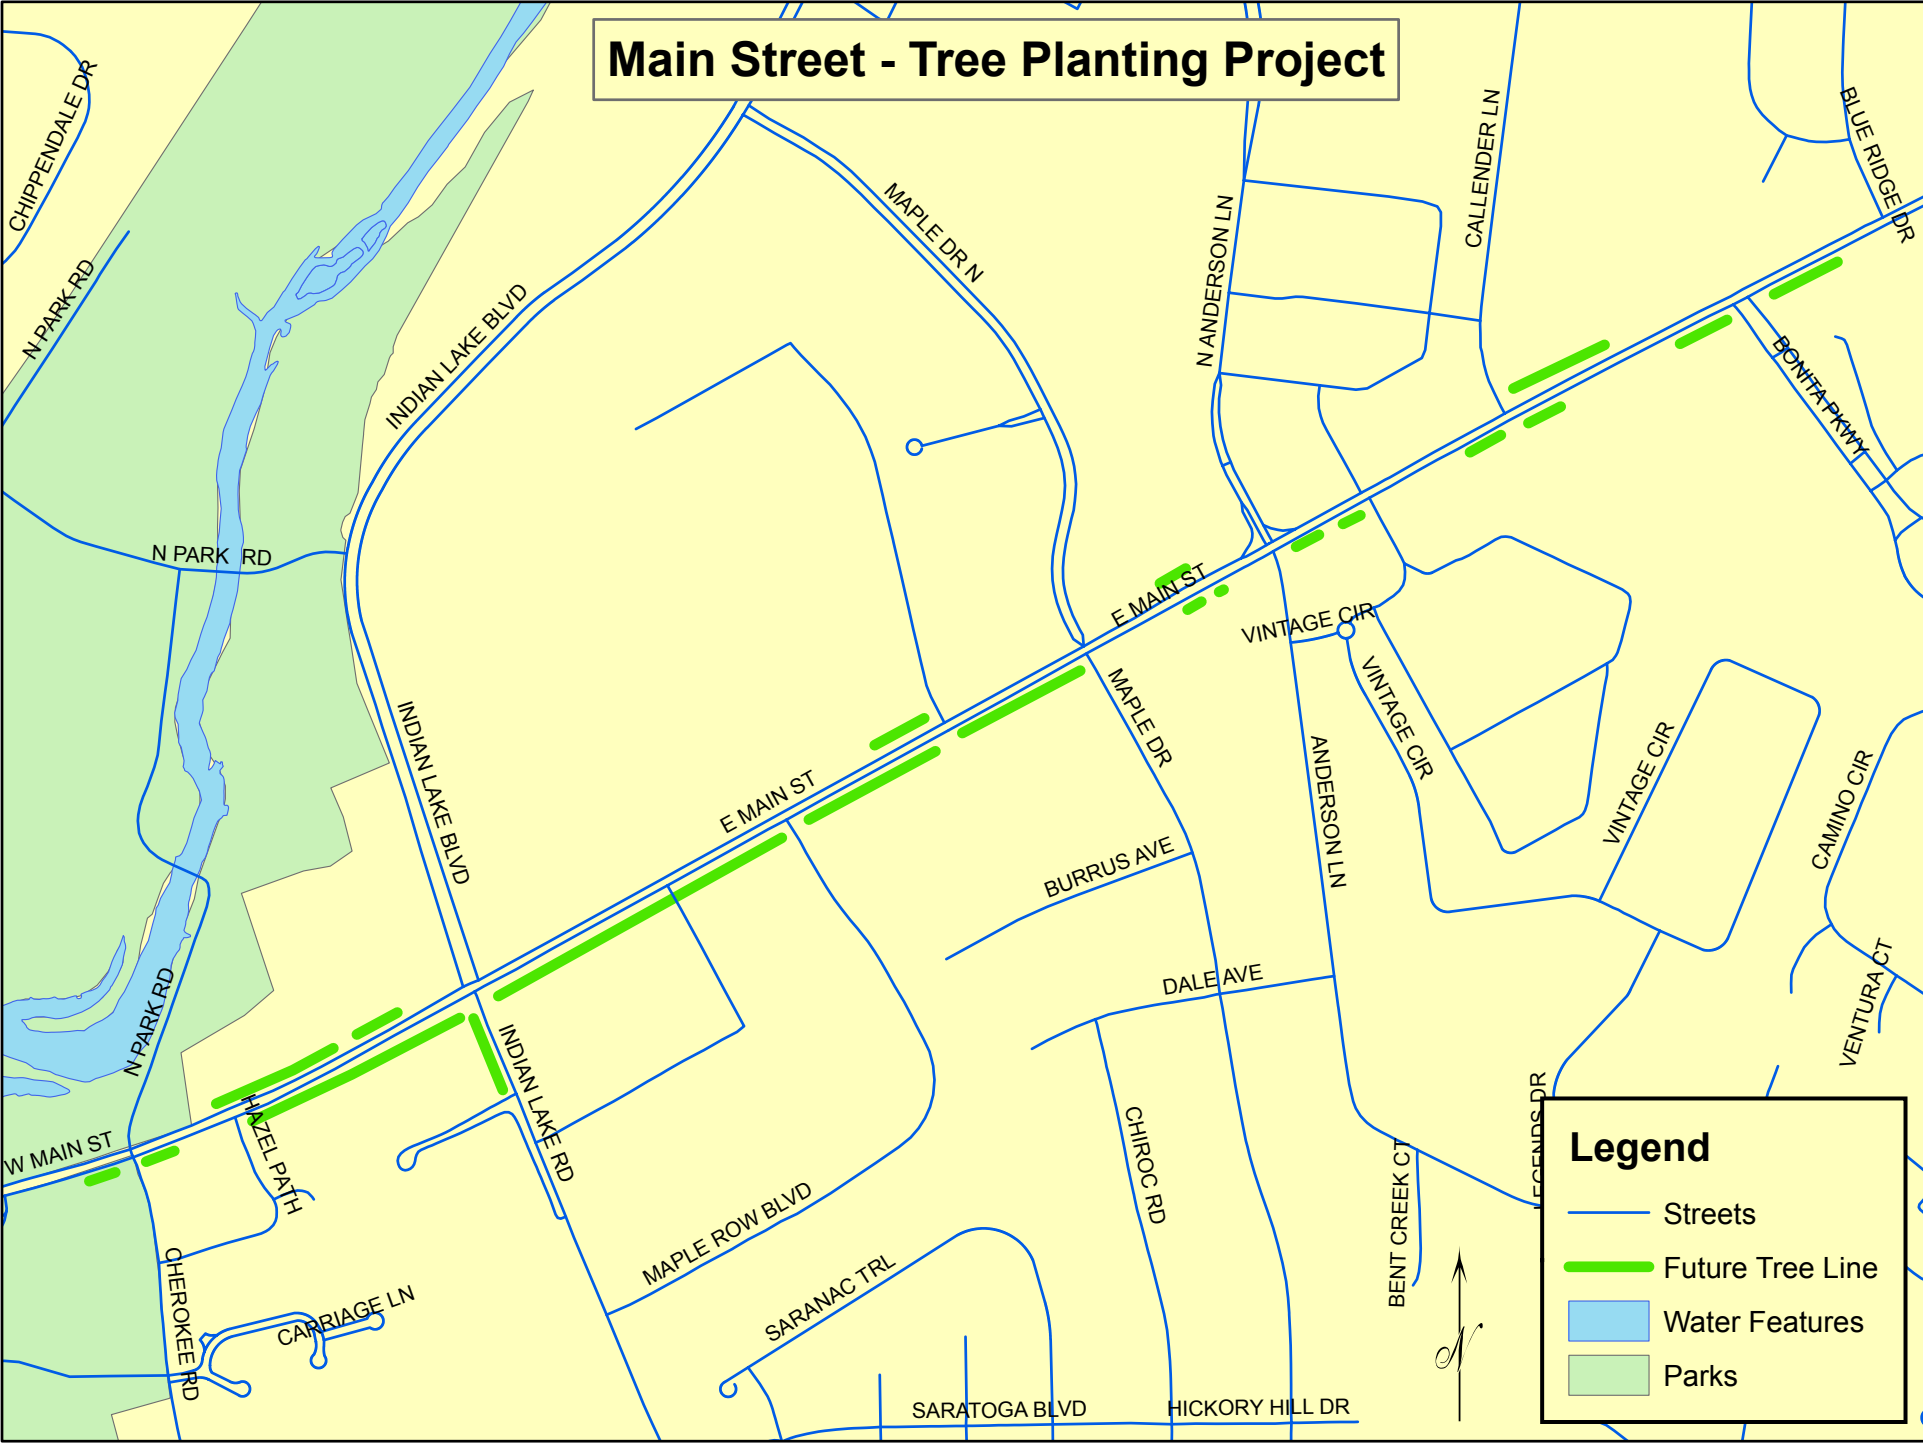 Main Street - Tree Planting Project
CHIPPENDALE DR
N PARK RD
CALLENDER LN
BLUE RIDGE DR
MAPLE DR N
N ANDERSON LN
INDIAN LAKE BLVD
BONITA PKWY
N PARK RD
E MAIN ST
VINTAGE CIR
VINTAGE CIR
MAPLE DR
INDIAN LAKE BLVD
ANDERSON LN
VINTAGE CIR
CAMINO CIR
E MAIN ST
BURRUS AVE
DALE AVE
VENTURA CT
N PARK RD
INDIAN LAKE RD
HAZEL PATH
W MAIN ST
CHIROC RD
LEGENDS DR
BENT CREEK CT
MAPLE ROW BLVD
SARANAC TRL
CHEROKEE RD
CARRIAGE LN
SARATOGA BLVD
HICKORY HILL DR
N
Legend
Streets
Future Tree Line
Water Features
Parks